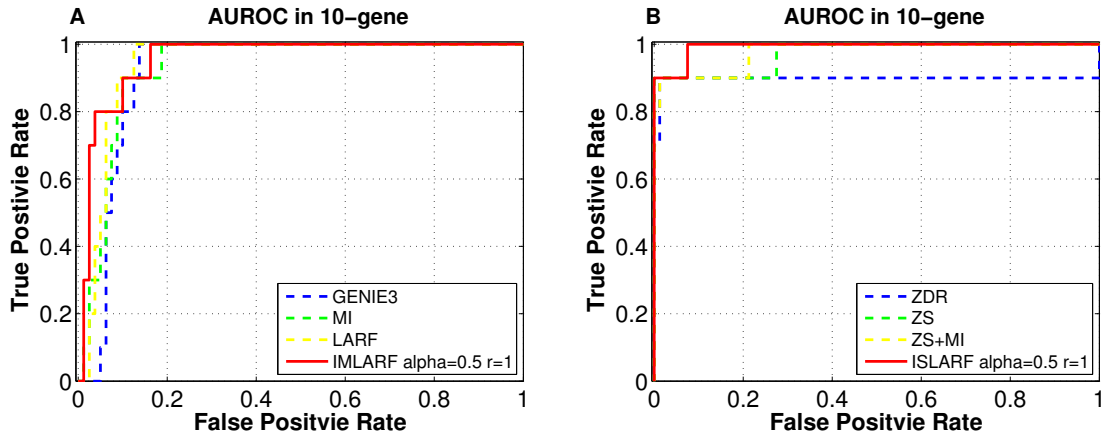 A AUROC in 10-gene
True Postivie Rate
1
0.8
0.6
0.4
0.2
0
0 0.2 0.4 0.6 0.8 1
False Positvie Rate
GENIE3
MI
LARF
IMLARF alpha=0.5 r=1
B AUROC in 10-gene
True Postivie Rate
1
0.8
0.6
0.4
0.2
0
0 0.2 0.4 0.6 0.8 1
False Positvie Rate
ZDR
ZS
ZS+MI
ISLARF alpha=0.5 r=1